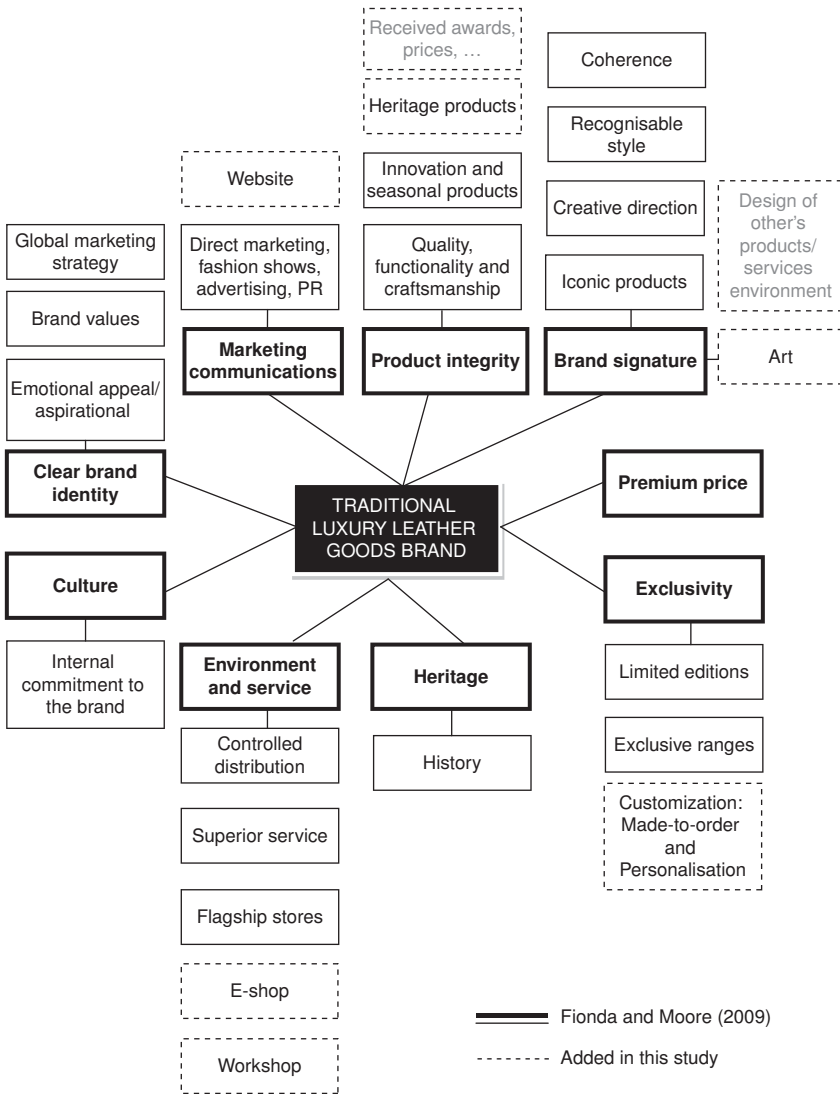 Received awards,
prices, …
Heritage products
Innovation and
seasonal products
Quality,
functionality and
craftsmanship
Product integrity
Coherence
Recognisable
style
Creative direction
Iconic products
Brand signature
Design of
other's
products/
services
environment
Art
Website
Direct marketing,
fashion shows,
advertising, PR
Marketing
communications
Global marketing
strategy
Brand values
Emotional appeal/
aspirational
Clear brand
identity
TRADITIONAL
LUXURY LEATHER
GOODS BRAND
Premium price
Culture
Internal
commitment to
the brand
Environment
and service
Controlled
distribution
Superior service
Flagship stores
E-shop
Workshop
Heritage
History
Exclusivity
Limited editions
Exclusive ranges
Customization:
Made-to-order
and
Personalisation
Fionda and Moore (2009)
Added in this study